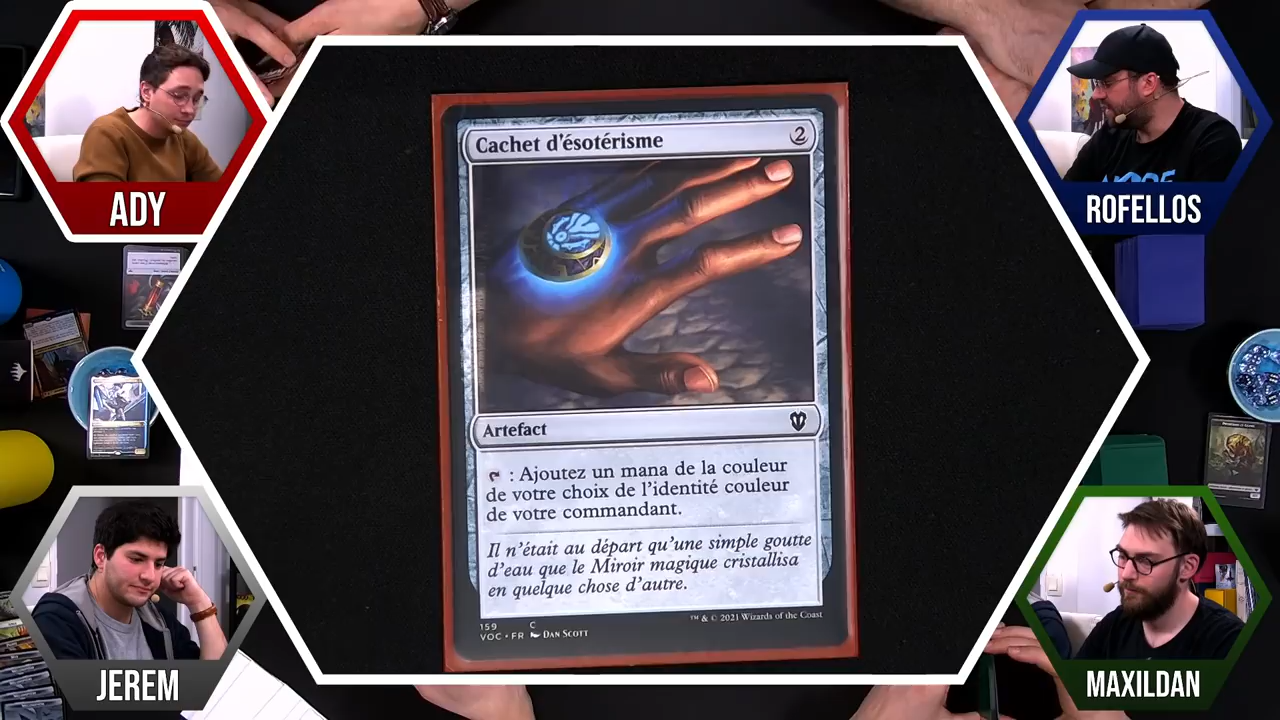 ADY
ROFELLOS
JEREM
MAXILDAN
Cachet d'ésotérisme
2
Artefact
: Ajoutez un mana de la couleur
de votre choix de l'identité couleur
de votre commandant.
Il n'était au départ qu'une simple goutte
d'eau que le Miroir magique cristallisa
en quelque chose d'autre.
159 C
VOC • FR DAN SCOTT
™ & © 2021 Wizards of the Coast